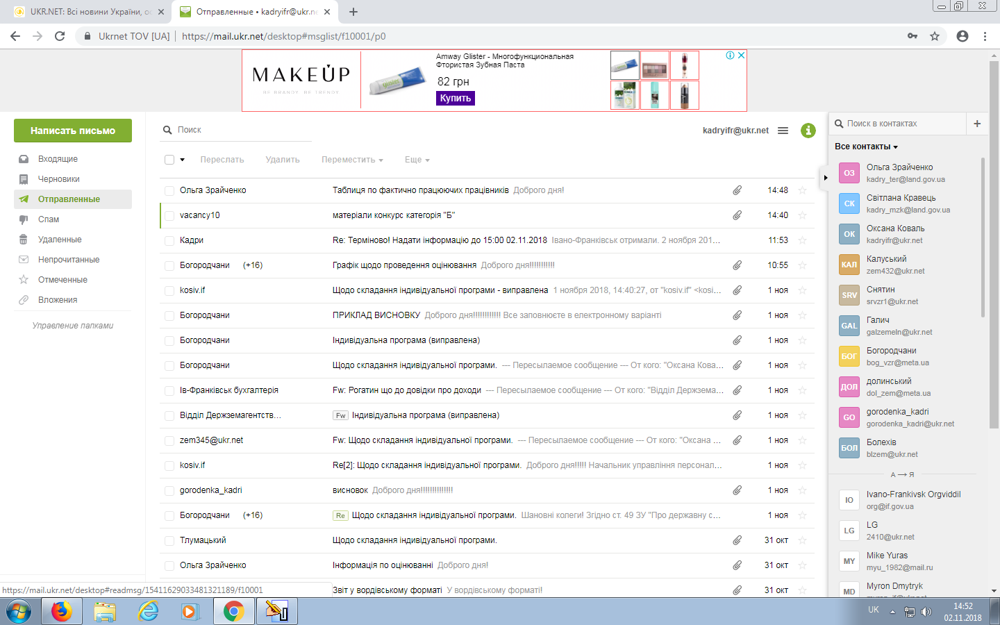 UKR.NET: Всі новини України, ос
Отправленные • kadryifr@ukr.ne
Ukrnet TOV [UA] | https://mail.ukr.net/desktop#msglist/f10001/p0
MAKEUP
BE BRANDY. BE TRENDY
Amway Glister - Многофункциональная
Фтористая Зубная Паста
82 грн
Купить
Написать письмо
Входящие
Черновики
Отправленные
Спам
Удаленные
Непрочитанные
Отмеченные
Вложения
Управление папками
Поиск
kadryifr@ukr.net
Переслать Удалить Переместить Еще
Ольга Зрайченко Таблиця по фактично працюючих працівників Доброго дня! 14:48
vacancy10 матеріали конкурс категорія "Б" 14:40
Кадри Re: Терміново! Надати інформацію до 15:00 02.11.2018 Івано-Франківськ отримали. 2 ноября 201… 11:53
Богородчани (+16) Графік щодо проведення оцінювання Доброго дня!!!!!!!!!!! 10:55
kosiv.if Щодо складання індивідуальної програми - виправлена 1 ноября 2018, 14:40:27, от "kosiv.if" <kosi… 1 ноя
Богородчани ПРИКЛАД ВИСНОВКУ Доброго дня!!!!!!!!!!!! Все заповнюєте в електронному варіанті 1 ноя
Богородчани Індивідуальна програма (виправлена) 1 ноя
Богородчани Щодо складання індивідуальної програми. --- Пересылаемое сообщение --- От кого: "Оксана Кова… 1 ноя
Ів-Франківськ бухгалтерія Fw: Рогатин що до довідки про доходи --- Пересылаемое сообщение --- От кого: "Відділ Держзема… 1 ноя
Відділ Держземагентств… Fw Індивідуальна програма (виправлена) 1 ноя
zem345@ukr.net Fw: Щодо складання індивідуальної програми. --- Пересылаемое сообщение --- От кого: "Оксана … 1 ноя
kosiv.if Re[2]: Щодо складання індивідуальної програми. Доброго дня!!!!! Начальник управління персонал… 1 ноя
gorodenka_kadri висновок Доброго дня!!!!!!!!!!!!!! 1 ноя
Богородчани (+16) Re Щодо складання індивідуальної програми. Шановні колеги! Згідно ст. 49 ЗУ "Про державну с… 1 ноя
Тлумацький Щодо складання індивідуальної програми. 31 окт
Ольга Зрайченко Інформація по оцінюванні Доброго дня! 31 окт
Звіт у вордівському форматі У вордівському форматі! 31 окт
https://mail.ukr.net/desktop#readmsg/15411629033481321189/f10001
Поиск в контактах +
Все контакты
ОЗ Ольга Зрайченко
kadry_ter@land.gov.ua
СК Світлана Кравець
kadry_mzk@land.gov.ua
ОК Оксана Коваль
kadryifr@ukr.net
КАЛ Калуський
zem432@ukr.net
SRV Снятин
srvzr1@ukr.net
GAL Галич
galzemeln@ukr.net
БОГ Богородчани
bog_vzr@meta.ua
ДОЛ долинський
dol_zem@meta.ua
GO gorodenka_kadri
gorodenka_kadri@ukr.net
БОЛ Болехів
blzem@ukr.net
А → Я
IO Ivano-Frankivsk Orgviddil
org@if.gov.ua
LG LG
2410@ukr.net
MY Mike Yuras
myu_1982@mail.ru
MD Myron Dmytryk
UK
14:52
02.11.2018